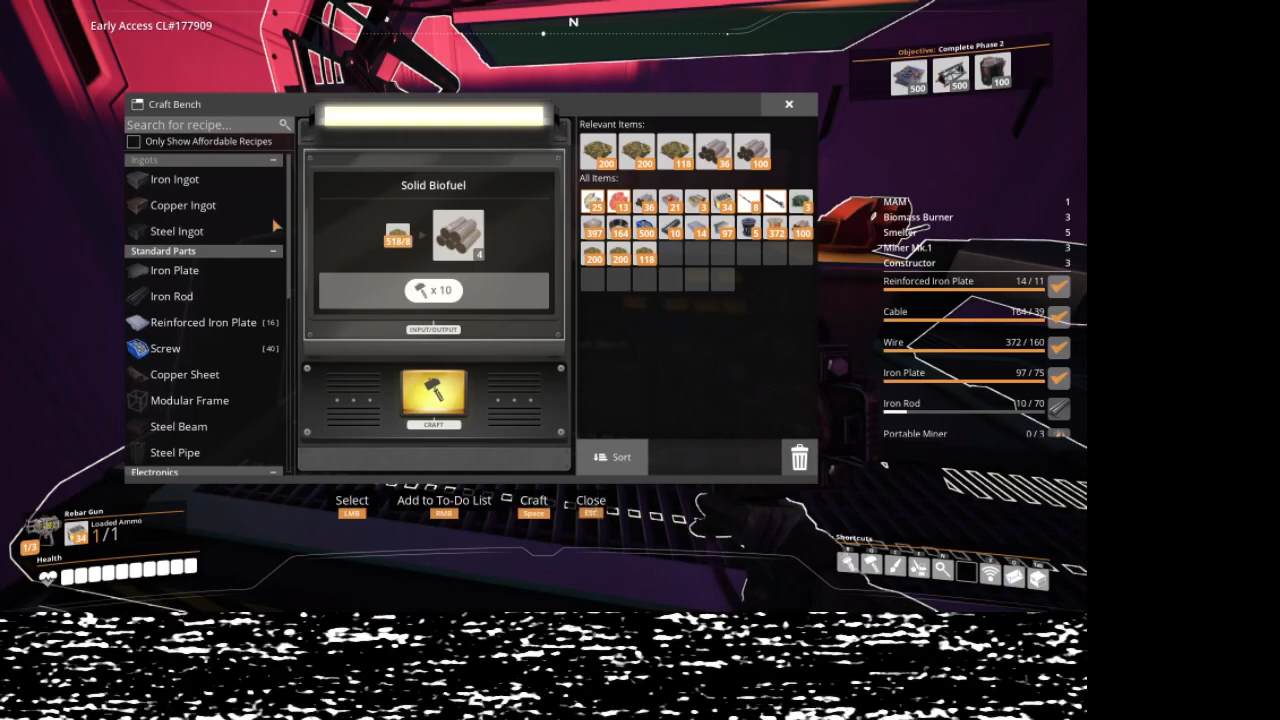 Early Access CL#177909
N
Objective: Complete Phase 2
500
500
100
Craft Bench
Search for recipe...
Only Show Affordable Recipes
Ingots
Iron Ingot
Copper Ingot
Steel Ingot
Standard Parts
Iron Plate
Iron Rod
Reinforced Iron Plate [16]
Screw [40]
Copper Sheet
Modular Frame
Steel Beam
Steel Pipe
Electronics
Solid Biofuel
518/8
4
x 10
INPUT/OUTPUT
CRAFT
Relevant Items:
200 200 118 36 100
All Items:
25 13 36 21 3 34 8 3
397 164 500 10 14 97 5 372 100
200 200 118
Sort
MAM 1
Biomass Burner 3
Smelter 5
Miner Mk.1 3
Constructor 3
Reinforced Iron Plate 14 / 11
Cable 164 / 39
Wire 372 / 160
Iron Plate 97 / 75
Iron Rod 10 / 70
Portable Miner 0 / 3
Select Add to To-Do List Craft Close
LMB RMB Space ESC
Rebar Gun
Loaded Ammo
34 1/1
1/3
Health
Shortcuts